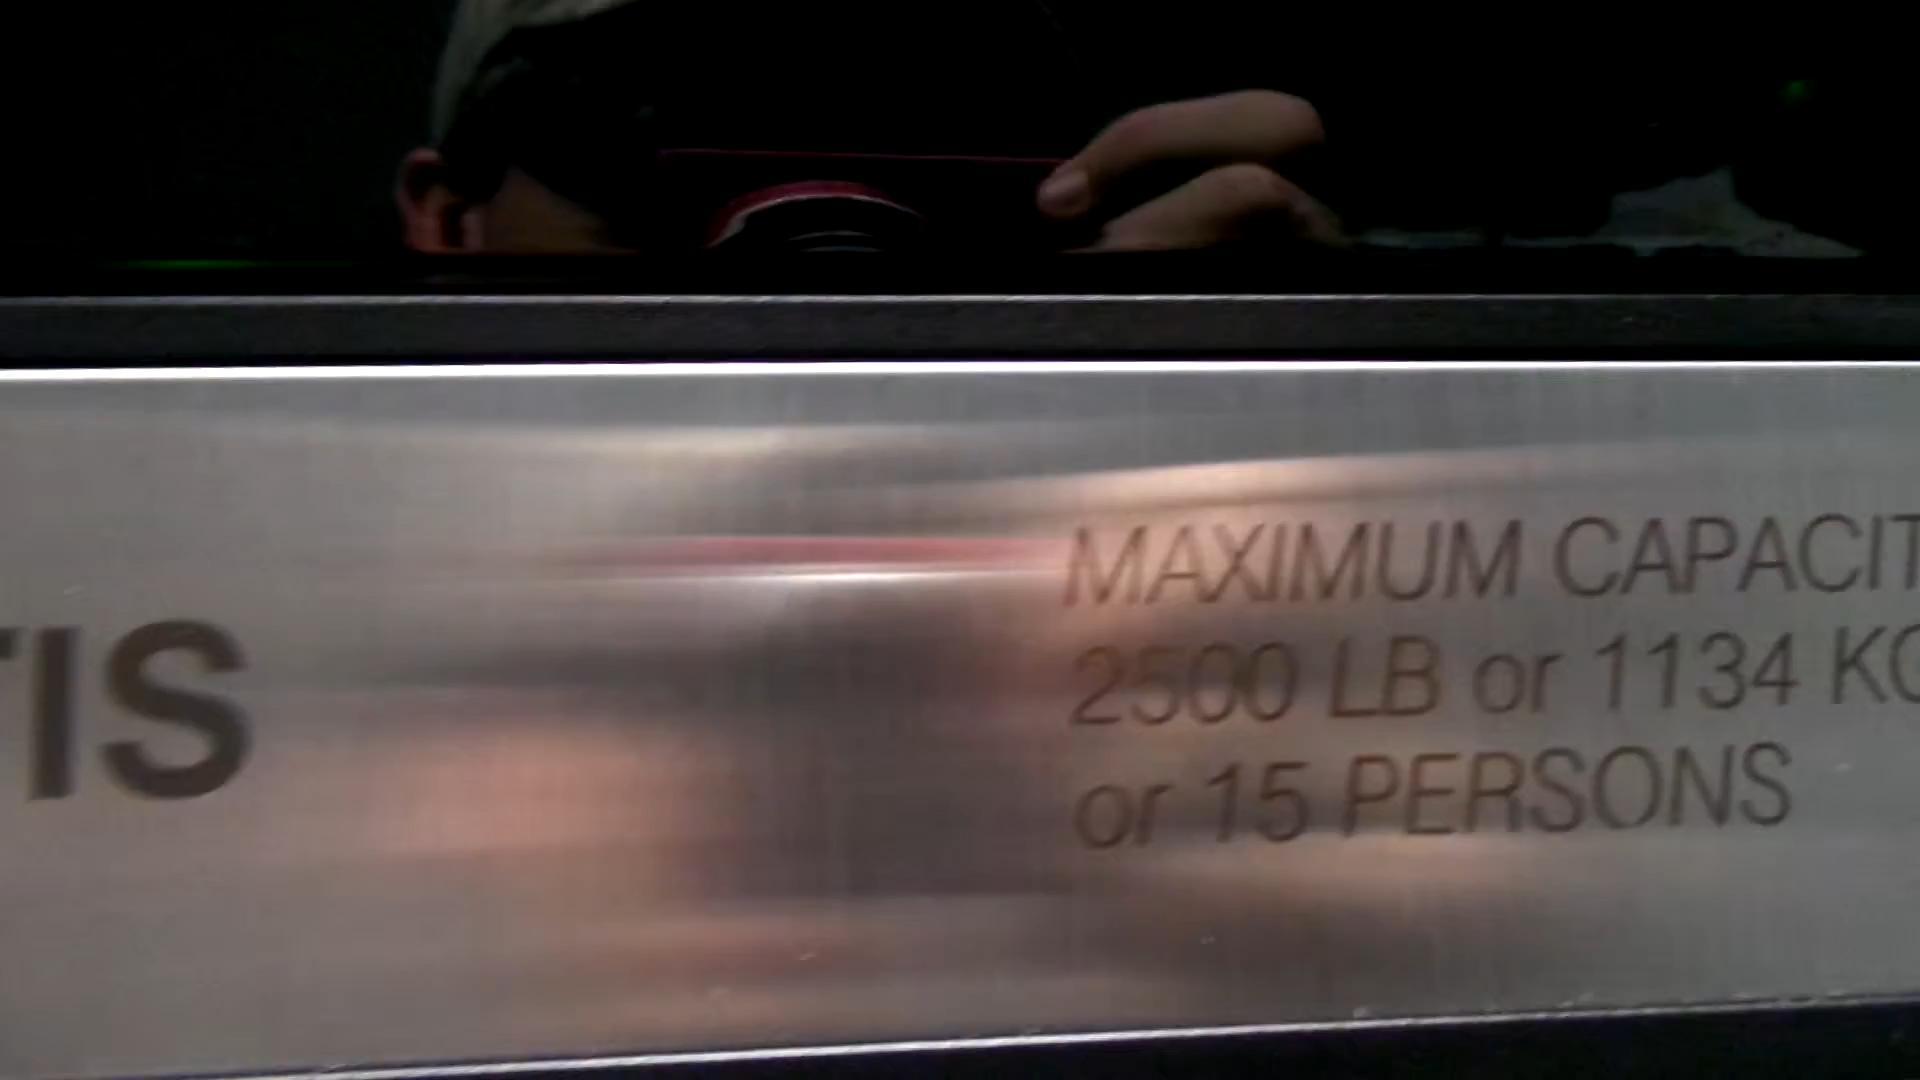 TIS
MAXIMUM CAPACIT
2500 LB or 1134 KG
or 15 PERSONS